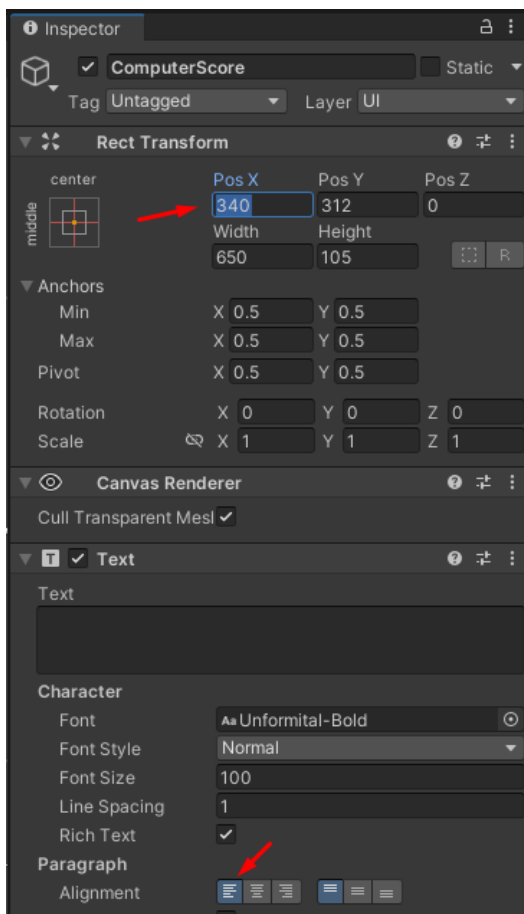 Inspector
ComputerScore Static
Tag Untagged Layer UI
Rect Transform
center Pos X Pos Y Pos Z
middle 340 312 0
Width Height
650 105 R
Anchors
Min X 0.5 Y 0.5
Max X 0.5 Y 0.5
Pivot X 0.5 Y 0.5
Rotation X 0 Y 0 Z 0
Scale X 1 Y 1 Z 1
Canvas Renderer
Cull Transparent Mesl
T Text
Text
Character
Font Aa Unformital-Bold
Font Style Normal
Font Size 100
Line Spacing 1
Rich Text
Paragraph
Alignment